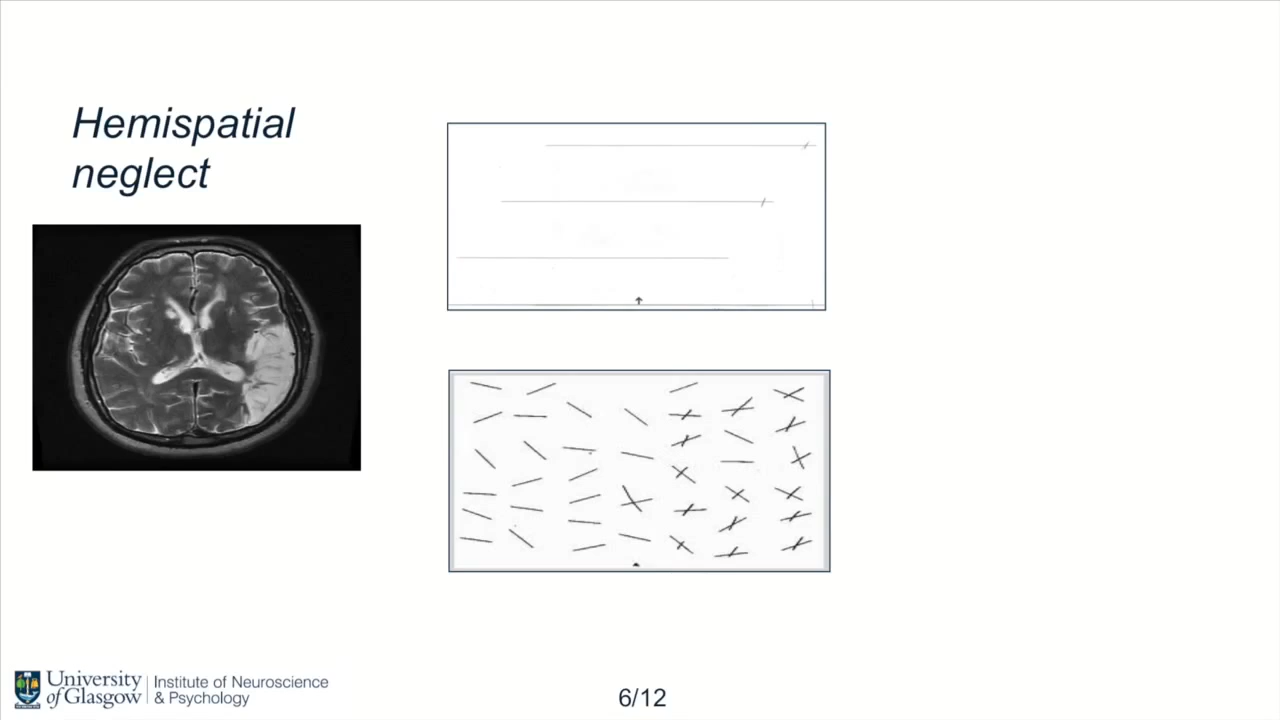 Hemispatial
neglect
University
of Glasgow
Institute of Neuroscience
& Psychology
6/12